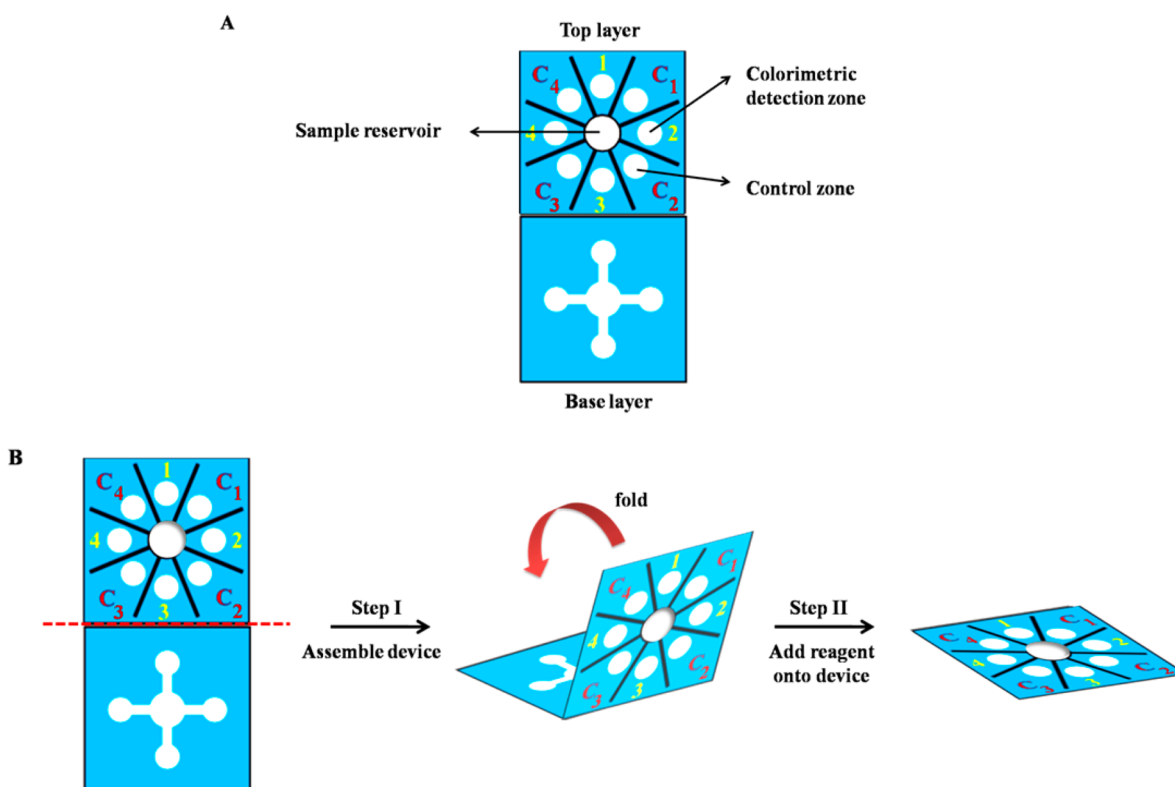 A
Top layer
1
C4
C1
Colorimetric
detection zone
Sample reservoir
4
2
Control zone
C3
C2
3
Base layer
B
1
C4
C1
4
2
C3
C2
3
Step I
Assemble device
fold
1
C4
C1
4
2
C3
C2
3
Step II
Add reagent
onto device
1
C4
C1
4
2
C3
C2
3